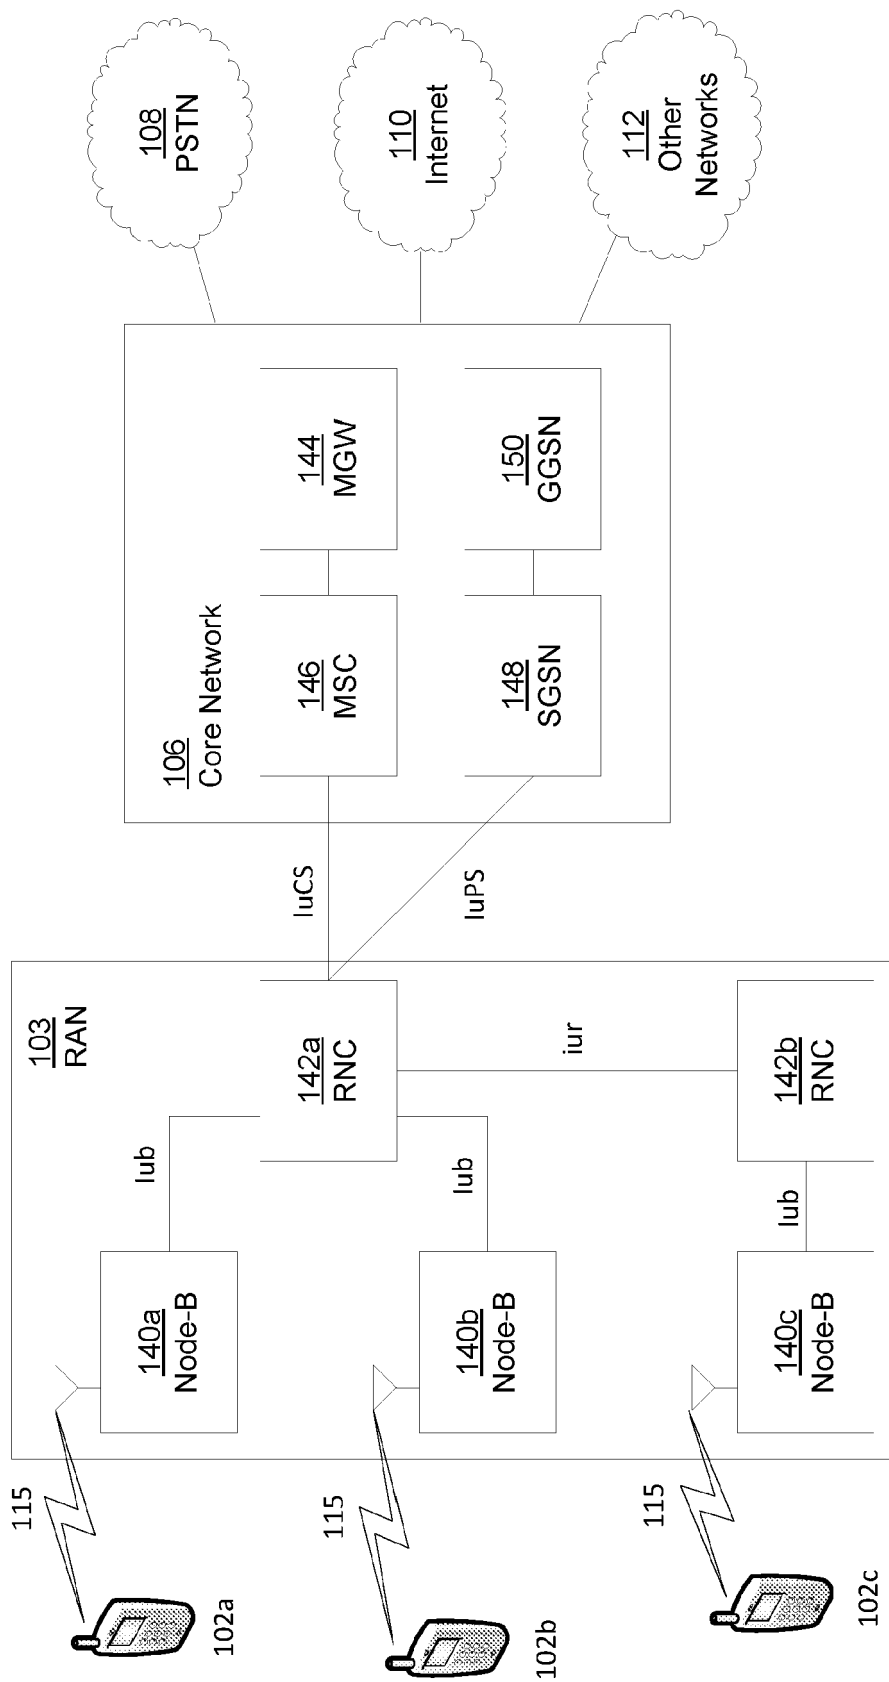 102a
115
102b
115
102c
115
103
RAN
140a
Node-B
140b
Node-B
140c
Node-B
Iub
Iub
Iub
142a
RNC
142b
RNC
iur
IuCS
IuPS
106
Core Network
146
MSC
144
MGW
148
SGSN
150
GGSN
108
PSTN
110
Internet
112
Other
Networks